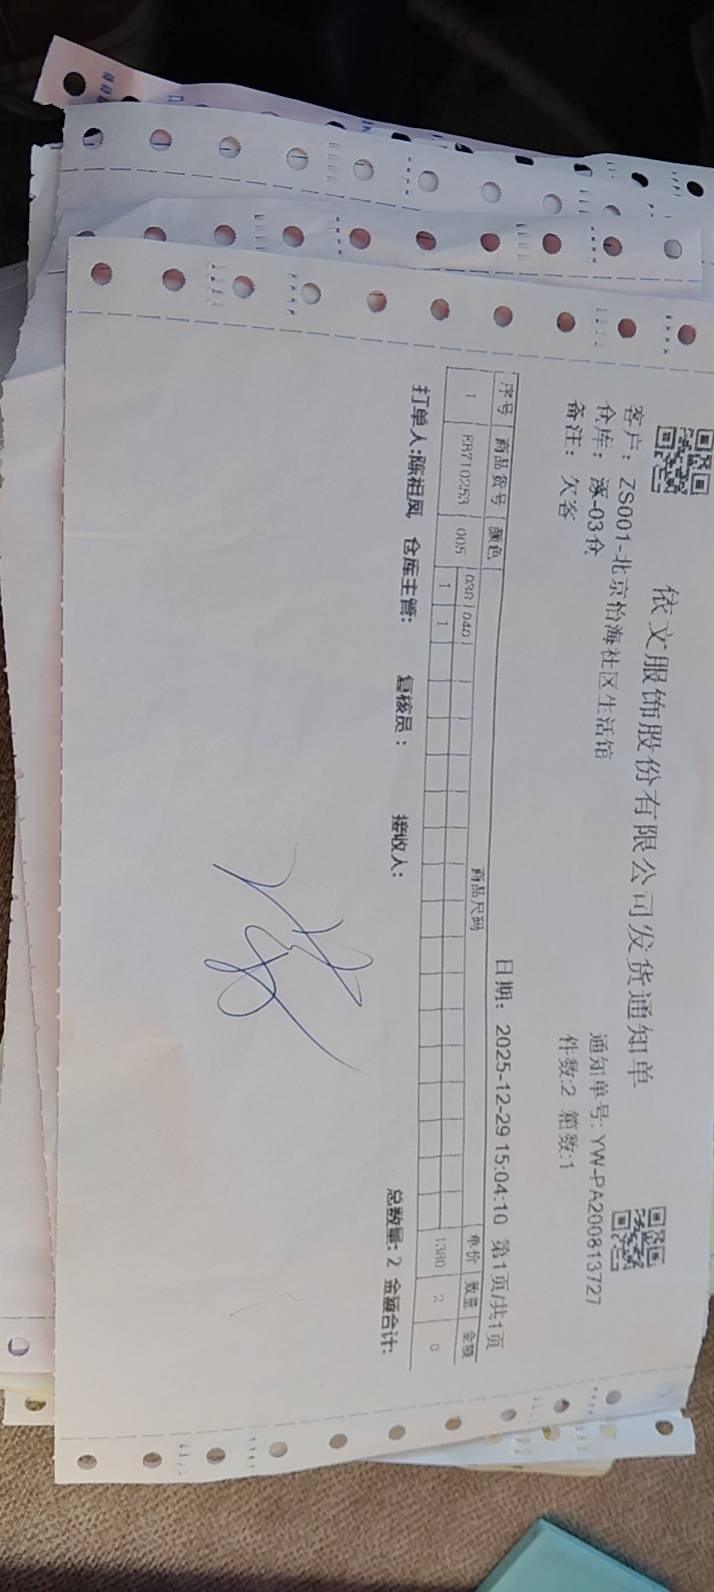 依文服饰股份有限公司发货通知单
客户：ZS001-北京怡海社区生活馆
通知单号: YW-PA200813727
仓库：涿-03仓
件数:2 箱数:1
备注：欠客
日期：2025-12-29 15:04:10 第1页/共1页
序号 商品货号 颜色 商品尺码 单价 数量 金额
038 040
1 EB710253 005 1 1 1380 2 0
总数量: 2 金额合计:
打单人:陈祖凤 仓库主管: 复核员： 接收人: